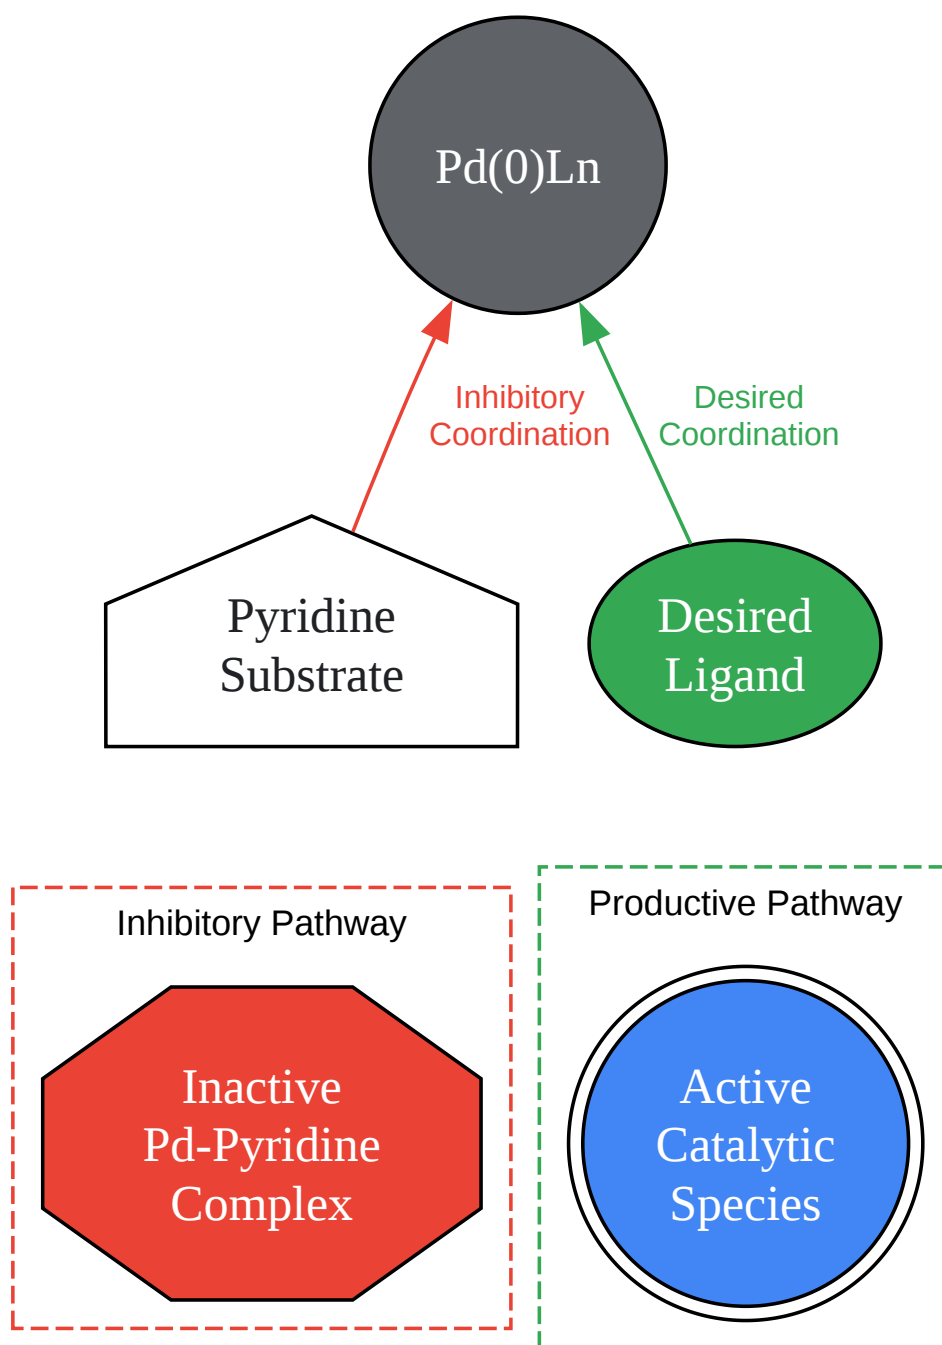 Pd(0)Ln
Inhibitory
Coordination
Desired
Coordination
Pyridine
Substrate
Desired
Ligand
Inhibitory Pathway
Productive Pathway
Inactive
Pd-Pyridine
Complex
Active
Catalytic
Species